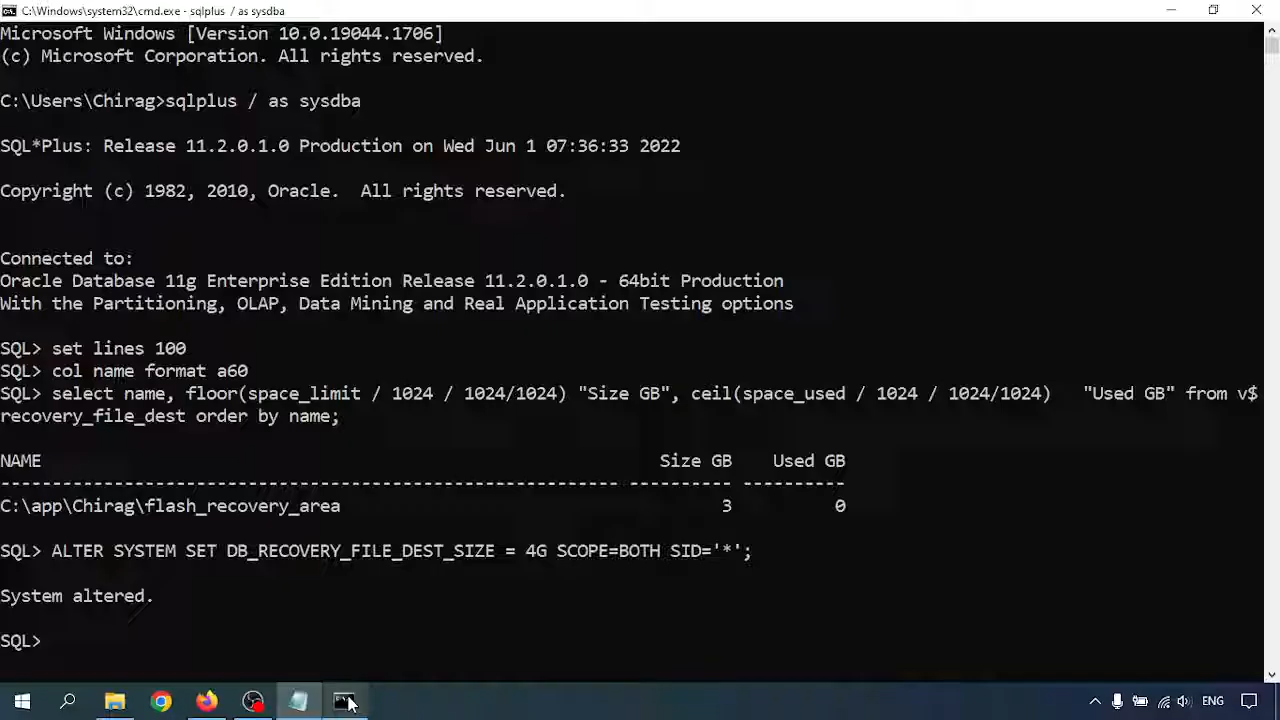 C:\Windows\system32\cmd.exe - sqlplus / as sysdba
Microsoft Windows [Version 10.0.19044.1706]
(c) Microsoft Corporation. All rights reserved.
C:\Users\Chirag>sqlplus / as sysdba
SQL*Plus: Release 11.2.0.1.0 Production on Wed Jun 1 07:36:33 2022
Copyright (c) 1982, 2010, Oracle.  All rights reserved.
Connected to:
Oracle Database 11g Enterprise Edition Release 11.2.0.1.0 - 64bit Production
With the Partitioning, OLAP, Data Mining and Real Application Testing options
SQL> set lines 100
SQL> col name format a60
SQL> select name, floor(space_limit / 1024 / 1024/1024) "Size GB", ceil(space_used / 1024 / 1024/1024)   "Used GB" from v$
recovery_file_dest order by name;
NAME Size GB Used GB
------------------------------------------------------------ ---------- ----------
C:\app\Chirag\flash_recovery_area 3 0
SQL> ALTER SYSTEM SET DB_RECOVERY_FILE_DEST_SIZE = 4G SCOPE=BOTH SID='*';
System altered.
SQL>
ENG